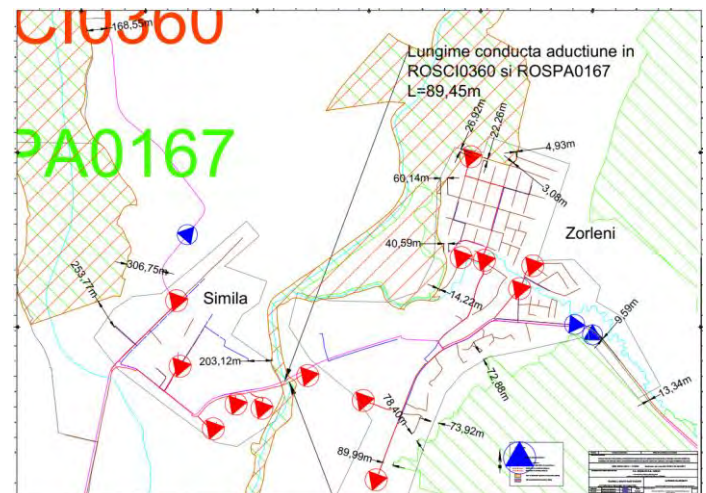 CI0360
168,55m
Lungime conducta aductiune in
ROSCI0360 si ROSPA0167
L=89,45m
PA0167
26,92m
22,26m
4,93m
3,08m
60,14m
Zorleni
40,59m
306,75m
253,77m
Simila
14,22m
9,59m
203,12m
72,88m
13,34m
78,40m
73,92m
89,99m